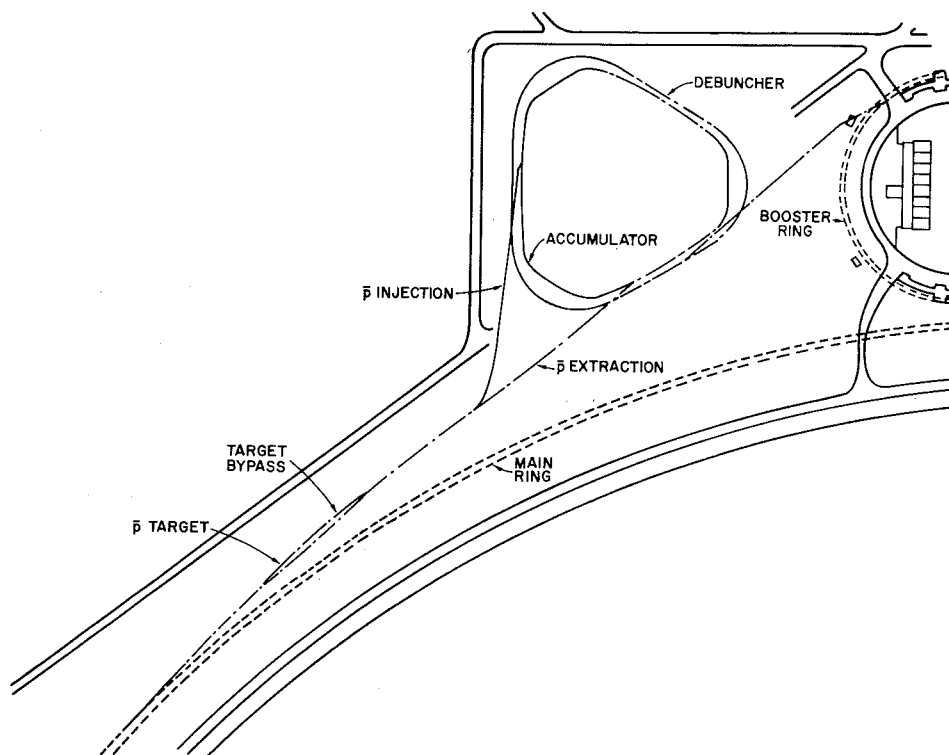 DEBUNCHER
BOOSTER
RING
ACCUMULATOR
p̄ INJECTION
p̄ EXTRACTION
TARGET
BYPASS
MAIN
RING
p̄ TARGET